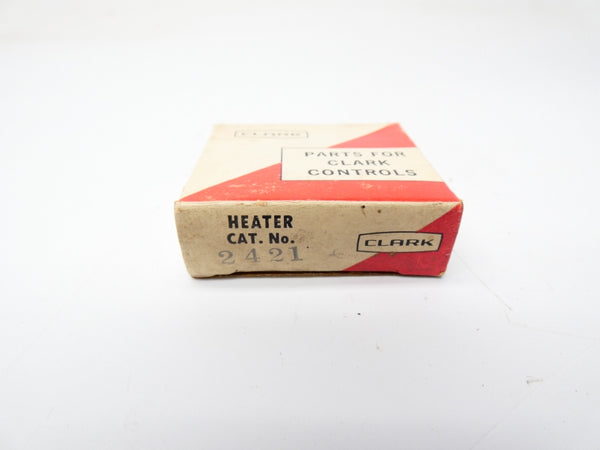 CLARK
PARTS FOR
CLARK
CONTROLS
HEATER
CAT. No.
2421
CLARK